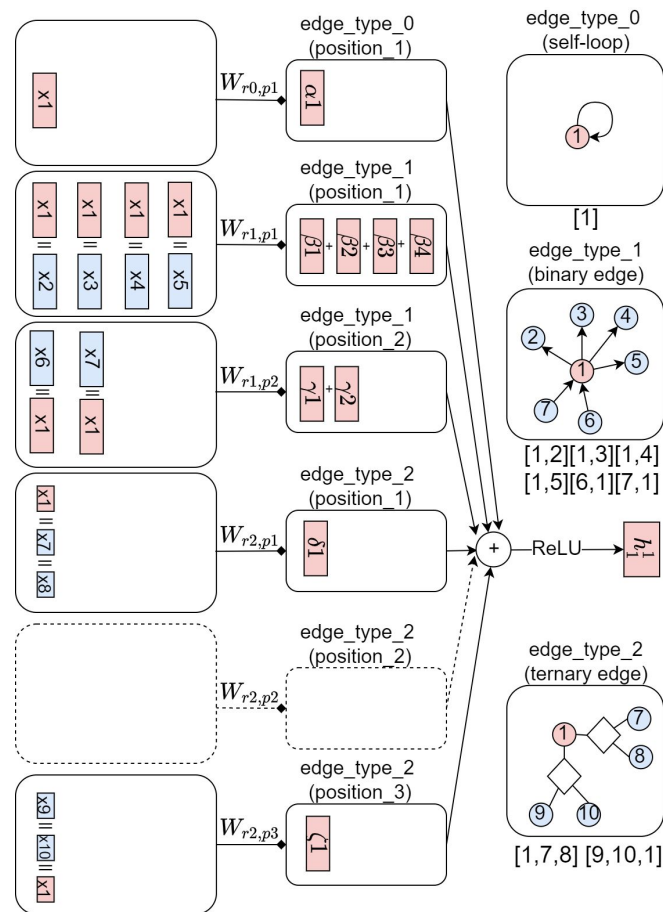 x1
W_{r0,p1}
edge_type_0
(position_1)
α1
x1 x1 x1 x1
= = = =
x2 x3 x4 x5
W_{r1,p1}
edge_type_1
(position_1)
β1 + β2 + β3 + β4
x6 x7
= =
x1 x1
W_{r1,p2}
edge_type_1
(position_2)
γ1 + γ2
x1
=
x7
=
x8
W_{r2,p1}
edge_type_2
(position_1)
δ1
W_{r2,p2}
edge_type_2
(position_2)
x9
=
x10
=
x1
W_{r2,p3}
edge_type_2
(position_3)
ζ1
+
ReLU
h_1^1
edge_type_0
(self-loop)
1
[1]
edge_type_1
(binary edge)
3
4
2
1
5
7
6
[1,2][1,3][1,4]
[1,5][6,1][7,1]
edge_type_2
(ternary edge)
1
7
8
9
10
[1,7,8] [9,10,1]